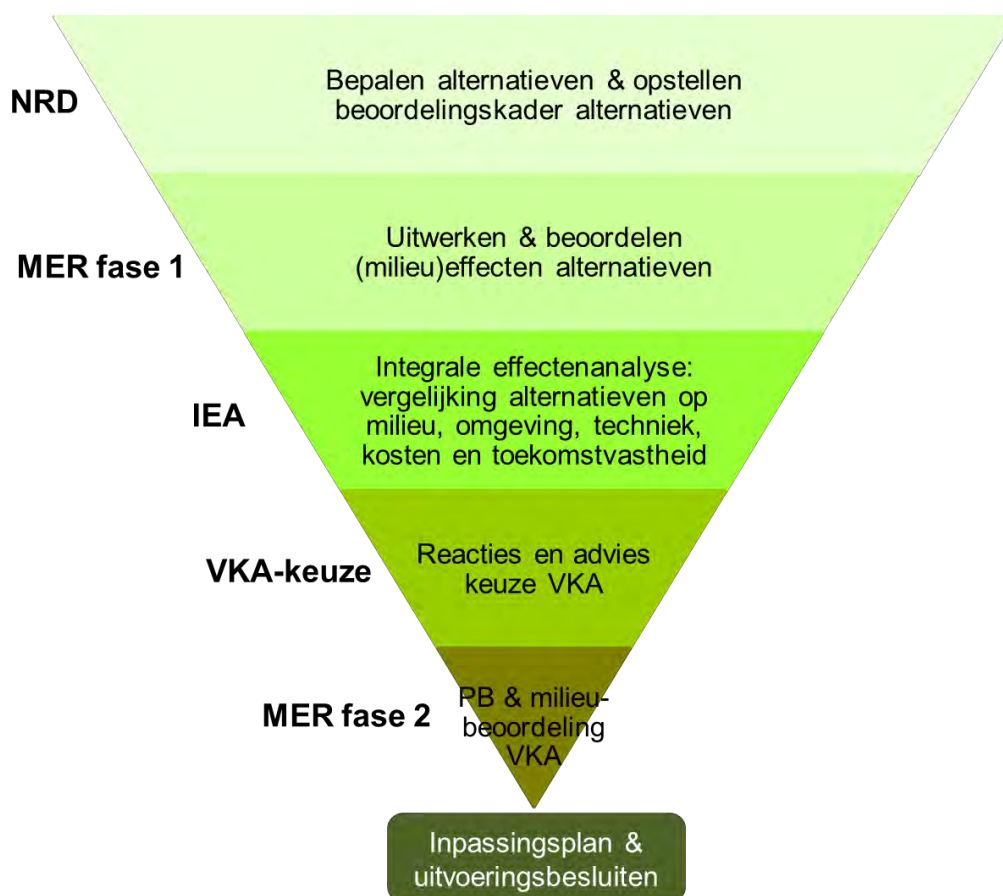 NRD
Bepalen alternatieven & opstellen
beoordelingskader alternatieven
MER fase 1
Uitwerken & beoordelen
(milieu)effecten alternatieven
IEA
Integrale effectenanalyse:
vergelijking alternatieven op
milieu, omgeving, techniek,
kosten en toekomstvastheid
VKA-keuze
Reacties en advies
keuze VKA
MER fase 2
PB & milieu-
beoordeling
VKA
Inpassingsplan &
uitvoeringsbesluiten